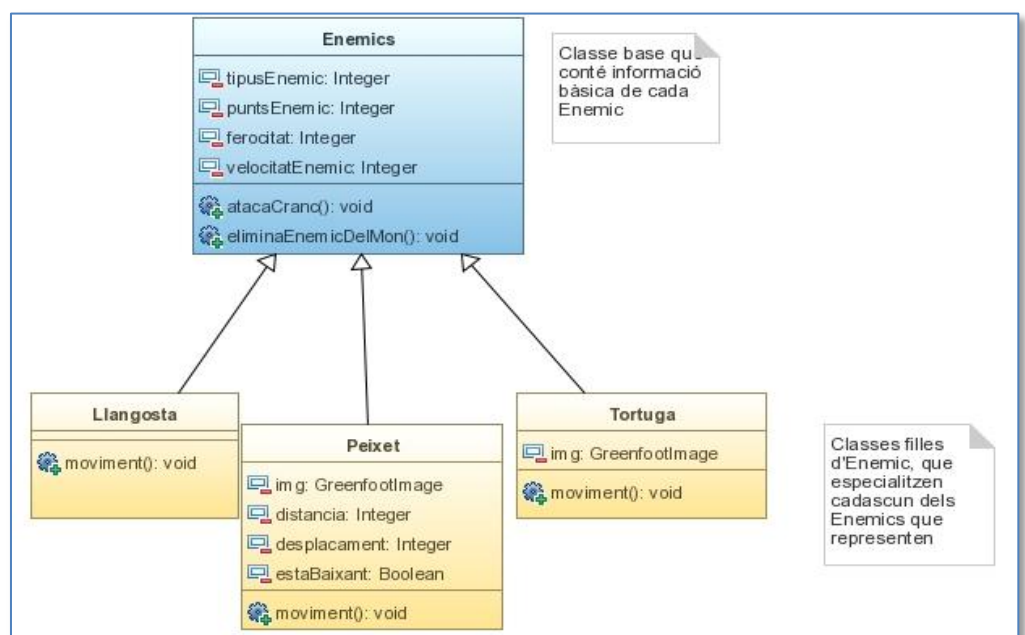 Enemics
tipusEnemic: Integer
puntsEnemic: Integer
ferocitat: Integer
velocitatEnemic: Integer
atacaCranc(): void
eliminaEnemicDelMon(): void
Classe base que
conté informació
bàsica de cada
Enemic
Llangosta
moviment(): void
Peixet
img: GreenfootImage
distancia: Integer
desplacament: Integer
estaBaixant: Boolean
moviment(): void
Tortuga
img: GreenfootImage
moviment(): void
Classes filles
d'Enemic, que
especialitzen
cadascun dels
Enemics que
representen